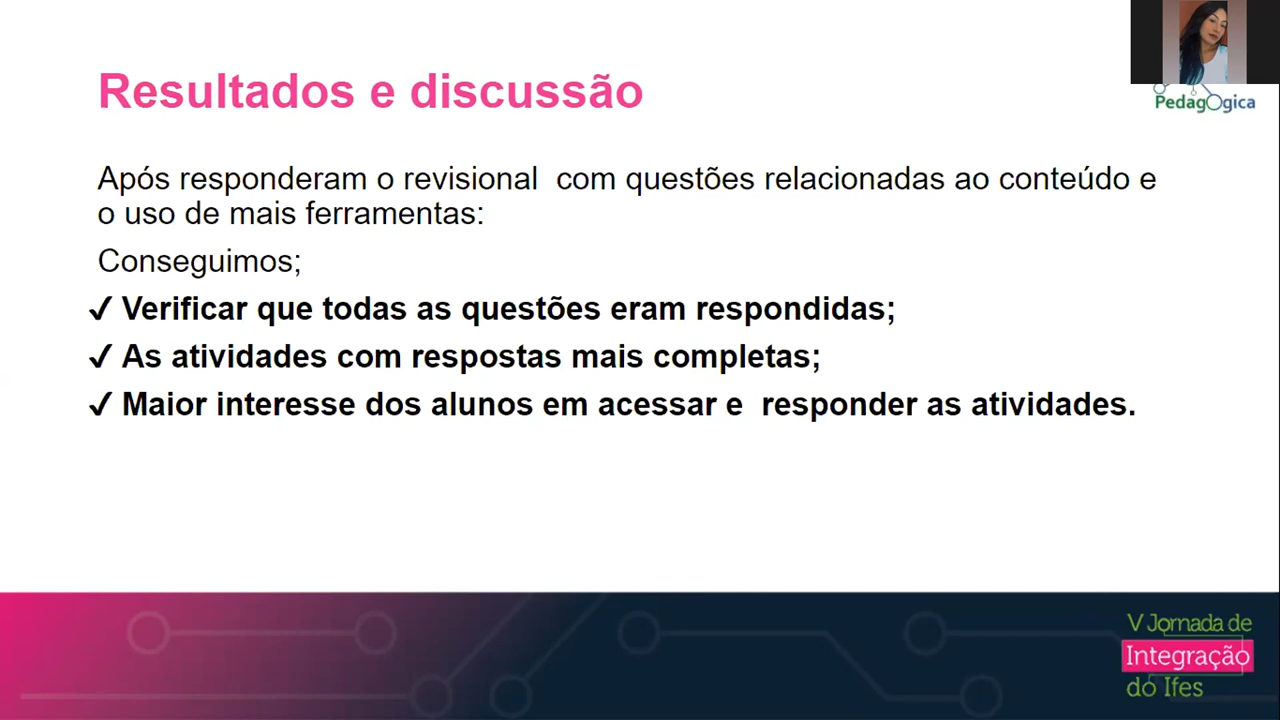 Resultados e discussão
Pedagogica
Após responderam o revisional  com questões relacionadas ao conteúdo e
o uso de mais ferramentas:
Conseguimos;
✔ Verificar que todas as questões eram respondidas;
✔ As atividades com respostas mais completas;
✔ Maior interesse dos alunos em acessar e  responder as atividades.
V Jornada de
Integração
do Ifes